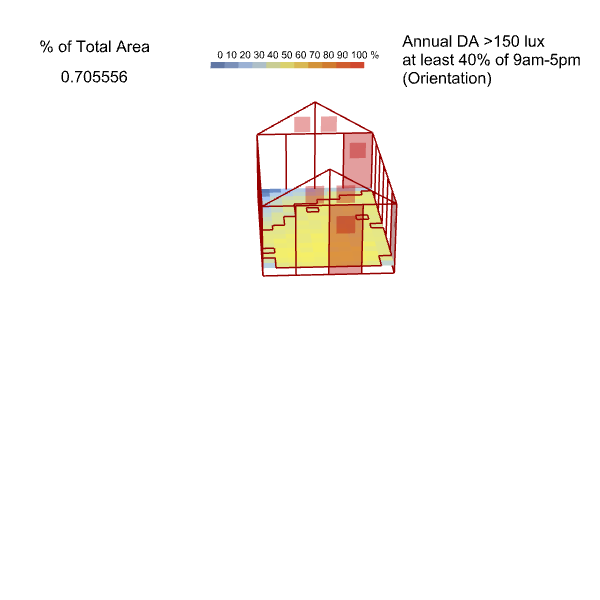 % of Total Area
0.705556
0 10 20 30 40 50 60 70 80 90 100 %
Annual DA >150 lux
at least 40% of 9am-5pm
(Orientation)